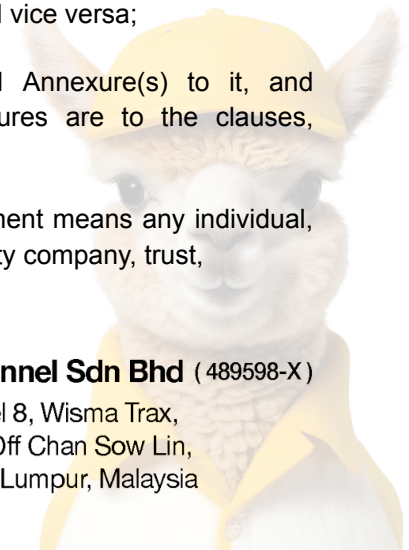 l vice versa;
l Annexure(s) to it, and
ures are to the clauses,
ment means any individual,
ty company, trust,
nnel Sdn Bhd (489598-X)
el 8, Wisma Trax,
Off Chan Sow Lin,
Lumpur, Malaysia